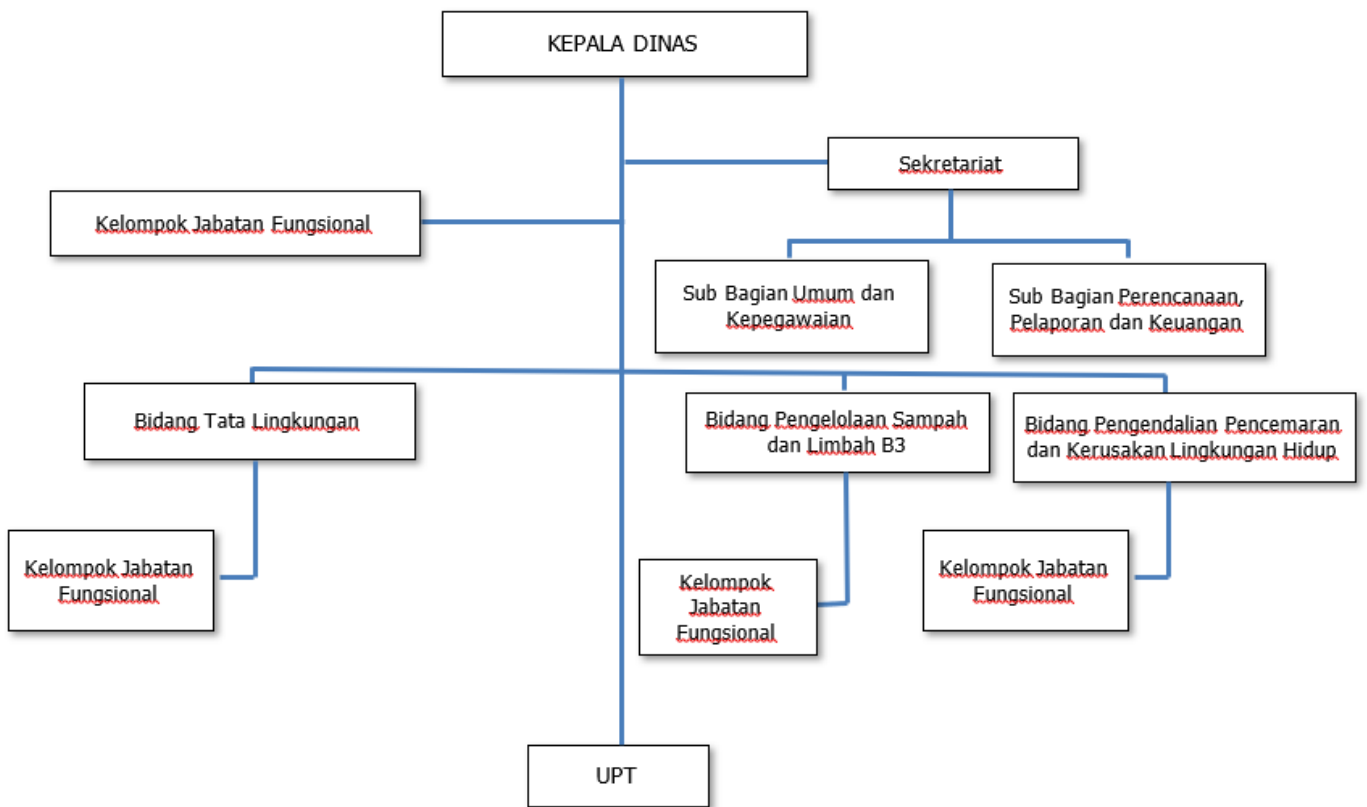 KEPALA DINAS
Sekretariat
Kelompok Jabatan Fungsional
Sub Bagian Umum dan
Kepegawaian
Sub Bagian Perencanaan,
Pelaporan dan Keuangan
Bidang Tata Lingkungan
Bidang Pengelolaan Sampah
dan Limbah B3
Bidang Pengendalian Pencemaran
dan Kerusakan Lingkungan Hidup
Kelompok Jabatan
Fungsional
Kelompok
Jabatan
Fungsional
Kelompok Jabatan
Fungsional
UPT